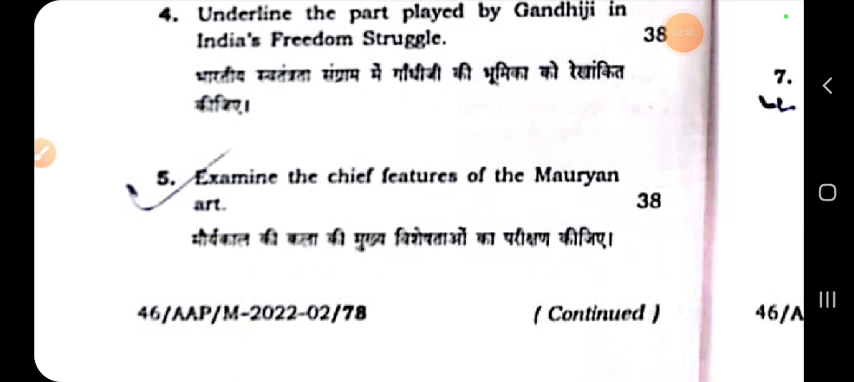 4. Underline the part played by Gandhiji in
India's Freedom Struggle. 38
02:40
भारतीय स्वतंत्रता संग्राम में गाँधीजी की भूमिका को रेखांकित
कीजिए।
5. Examine the chief features of the Mauryan
art. 38
मौर्यकाल की कला की मुख्य विशेषताओं का परीक्षण कीजिए।
46/AAP/M-2022-02/78 ( Continued )
7.
46/A